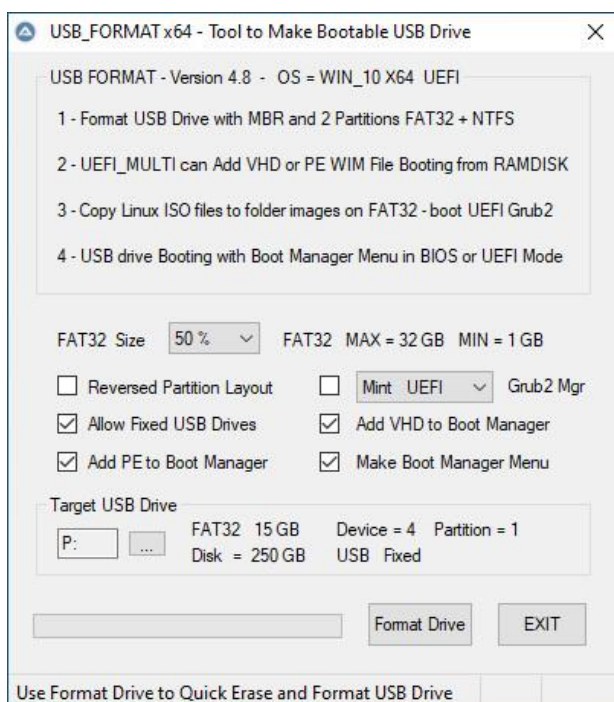 USB_FORMAT x64 - Tool to Make Bootable USB Drive
USB FORMAT - Version 4.8 - OS = WIN_10 X64 UEFI
1 - Format USB Drive with MBR and 2 Partitions FAT32 + NTFS
2 - UEFI_MULTI can Add VHD or PE WIM File Booting from RAMDISK
3 - Copy Linux ISO files to folder images on FAT32 - boot UEFI Grub2
4 - USB drive Booting with Boot Manager Menu in BIOS or UEFI Mode
FAT32 Size 50 % FAT32 MAX = 32 GB MIN = 1 GB
Reversed Partition Layout Mint UEFI Grub2 Mgr
Allow Fixed USB Drives Add VHD to Boot Manager
Add PE to Boot Manager Make Boot Manager Menu
Target USB Drive
P: ... FAT32 15 GB Device = 4 Partition = 1
Disk = 250 GB USB Fixed
Format Drive EXIT
Use Format Drive to Quick Erase and Format USB Drive